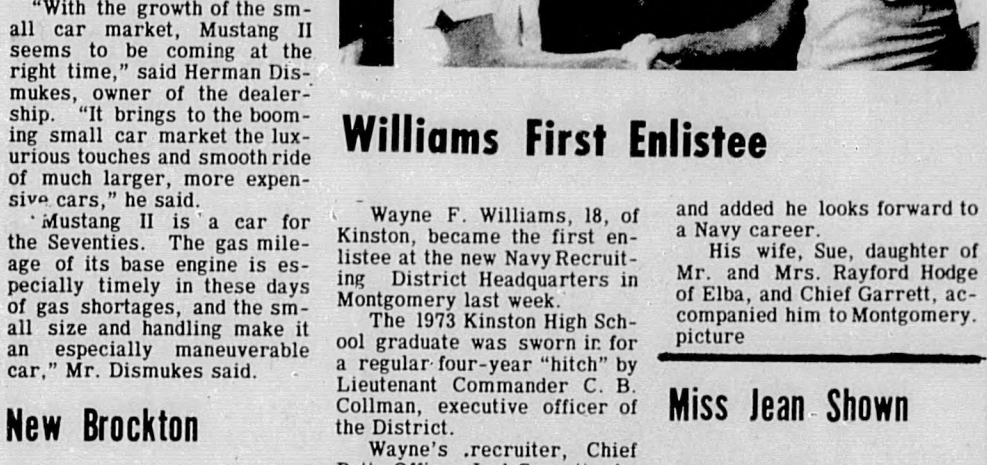 "With the growth of the sm-
all car market, Mustang II
seems to be coming at the
right time," said Herman Dis-
mukes, owner of the dealer-
ship. "It brings to the boom-
ing small car market the lux-
urious touches and smooth ride
of much larger, more expen-
sive cars," he said.
Mustang II is a car for
the Seventies. The gas mile-
age of its base engine is es-
pecially timely in these days
of gas shortages, and the sm-
all size and handling make it
an especially maneuverable
car," Mr. Dismukes said.
New Brockton
Williams First Enlistee
Wayne F. Williams, 18, of
Kinston, became the first en-
listee at the new Navy Recruit-
ing District Headquarters in
Montgomery last week.
The 1973 Kinston High Sch-
ool graduate was sworn in for
a regular four-year "hitch" by
Lieutenant Commander C. B.
Collman, executive officer of
the District.
Wayne's .recruiter, Chief
and added he looks forward to
a Navy career.
His wife, Sue, daughter of
Mr. and Mrs. Rayford Hodge
of Elba, and Chief Garrett, ac-
companied him to Montgomery.
picture
Miss Jean Shown